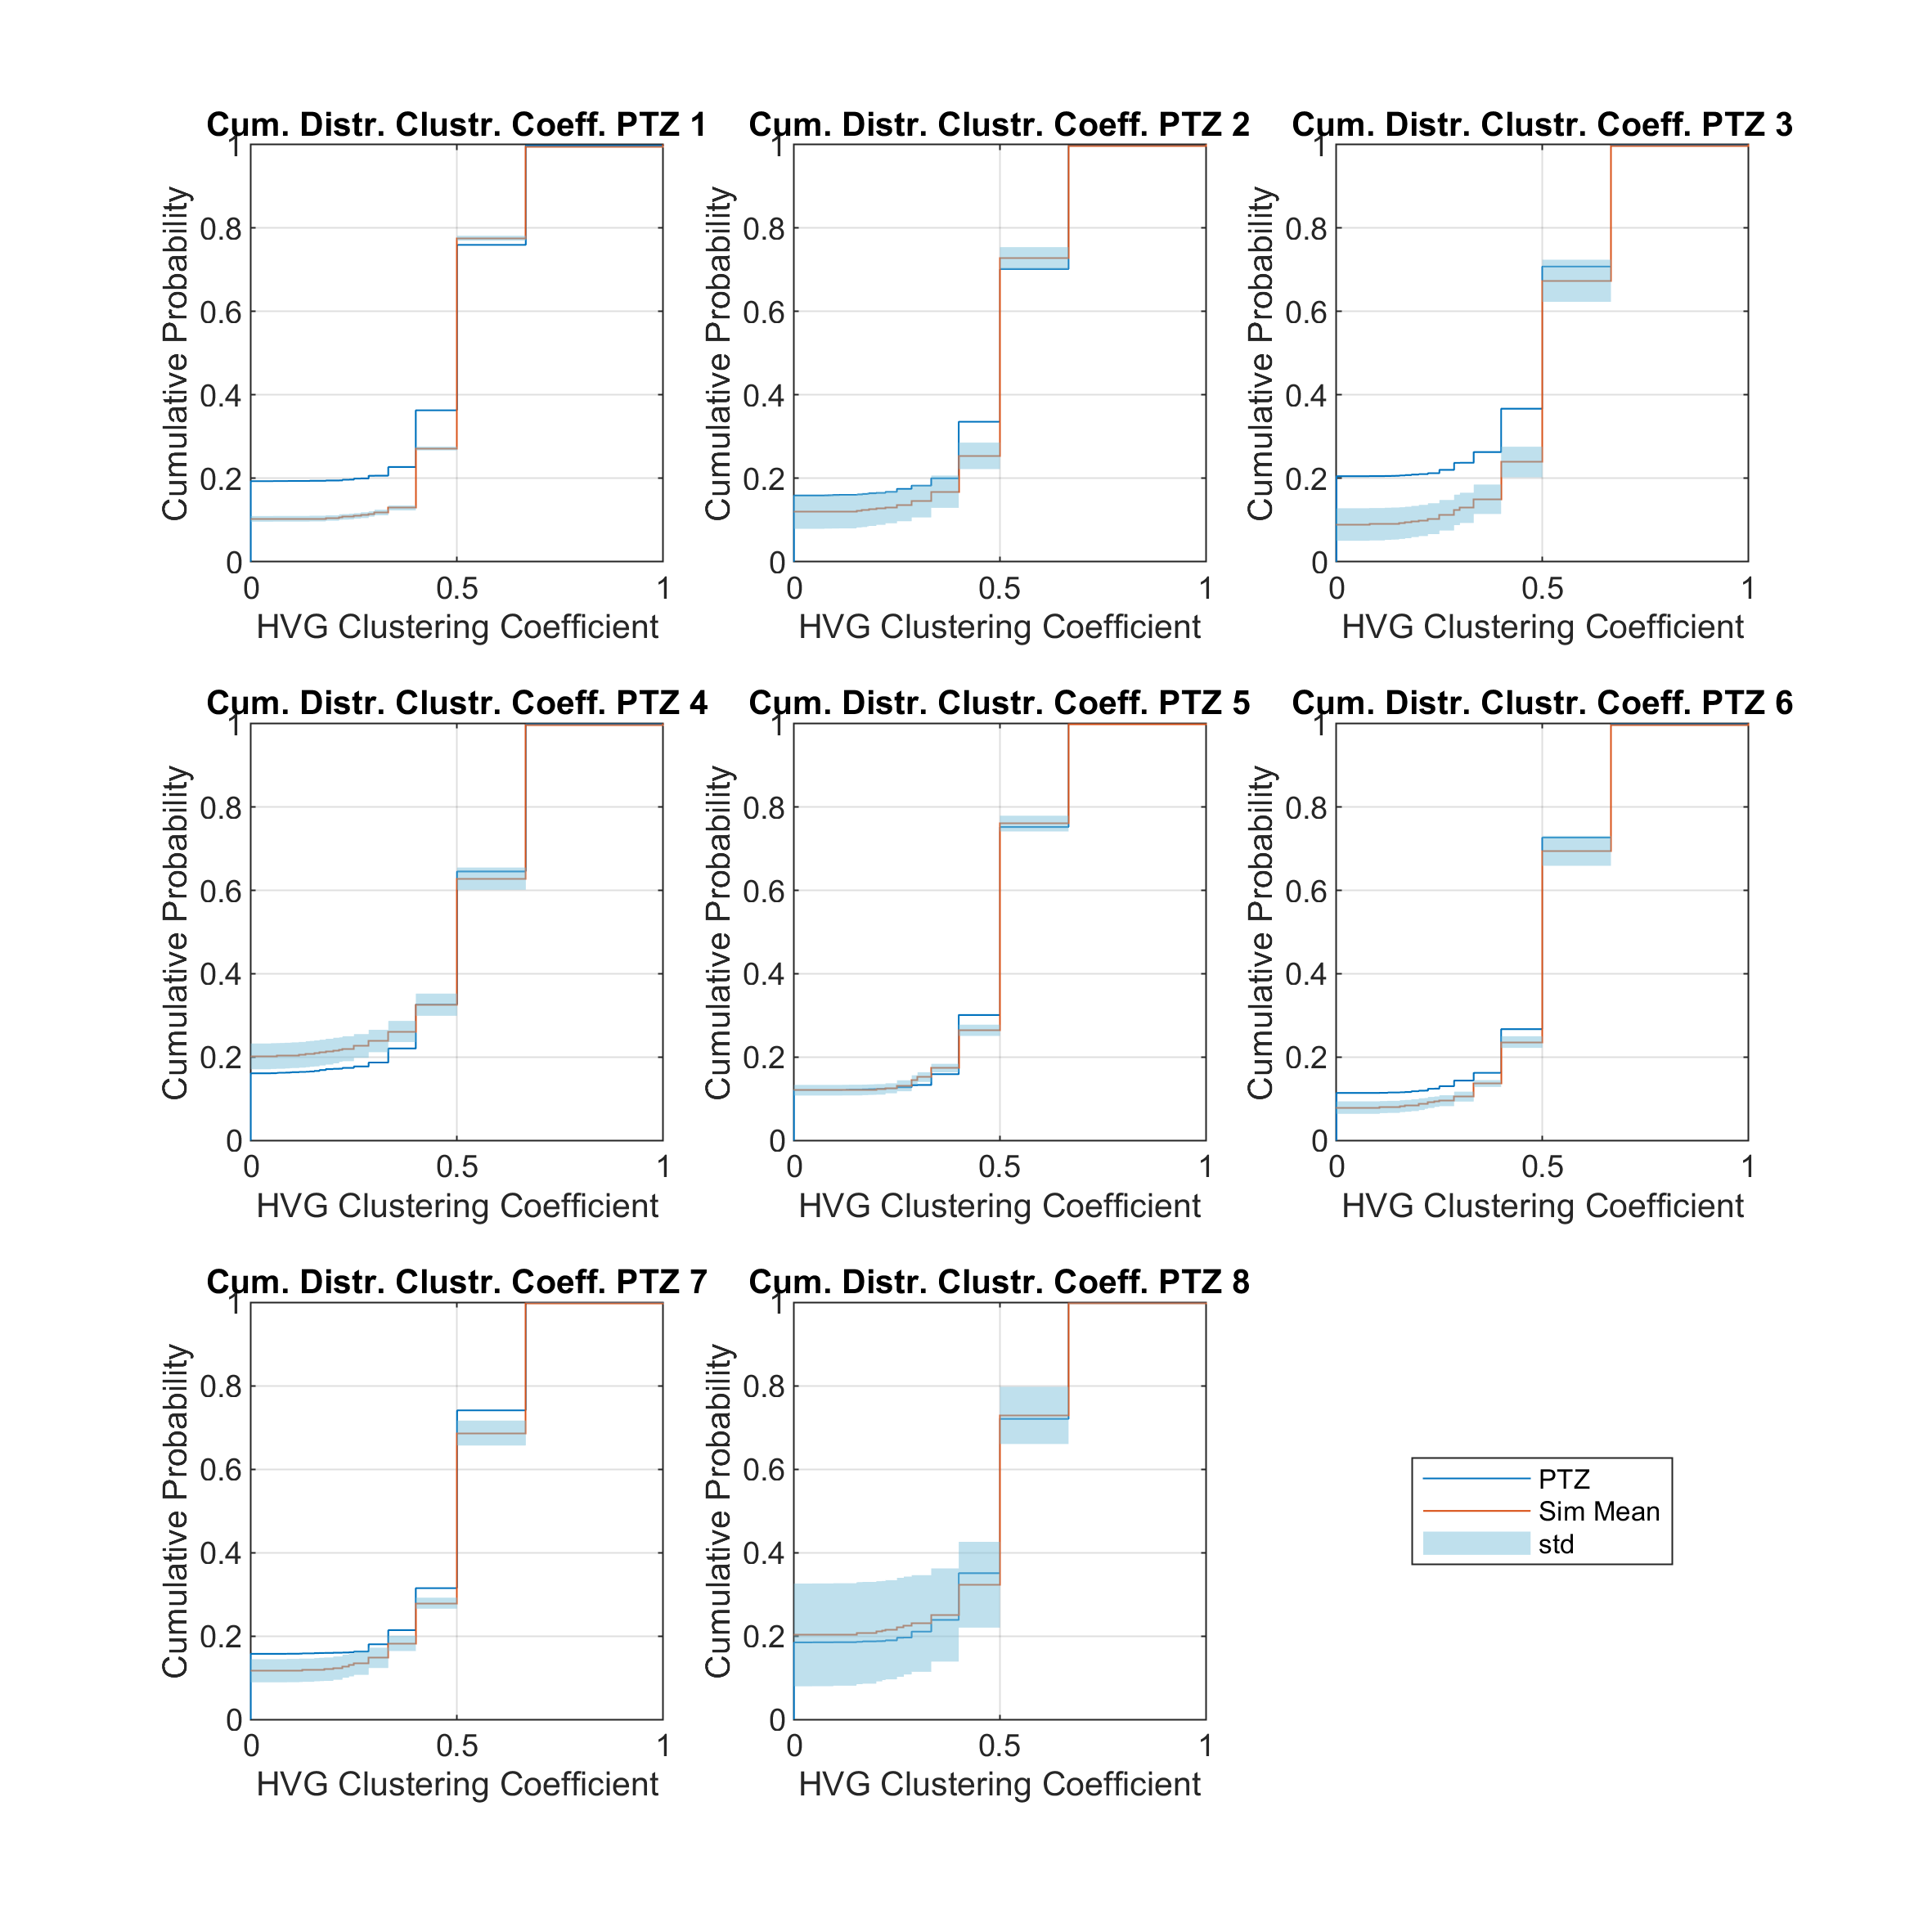 Cum. Distr. Clustr. Coeff. PTZ 1
Cumulative Probability
1
0.8
0.6
0.4
0.2
0
0 0.5 1
HVG Clustering Coefficient
Cum. Distr. Clustr. Coeff. PTZ 2
Cumulative Probability
1
0.8
0.6
0.4
0.2
0
0 0.5 1
HVG Clustering Coefficient
Cum. Distr. Clustr. Coeff. PTZ 3
Cumulative Probability
1
0.8
0.6
0.4
0.2
0
0 0.5 1
HVG Clustering Coefficient
Cum. Distr. Clustr. Coeff. PTZ 4
Cumulative Probability
1
0.8
0.6
0.4
0.2
0
0 0.5 1
HVG Clustering Coefficient
Cum. Distr. Clustr. Coeff. PTZ 5
Cumulative Probability
1
0.8
0.6
0.4
0.2
0
0 0.5 1
HVG Clustering Coefficient
Cum. Distr. Clustr. Coeff. PTZ 6
Cumulative Probability
1
0.8
0.6
0.4
0.2
0
0 0.5 1
HVG Clustering Coefficient
Cum. Distr. Clustr. Coeff. PTZ 7
Cumulative Probability
1
0.8
0.6
0.4
0.2
0
0 0.5 1
HVG Clustering Coefficient
Cum. Distr. Clustr. Coeff. PTZ 8
Cumulative Probability
1
0.8
0.6
0.4
0.2
0
0 0.5 1
HVG Clustering Coefficient
PTZ
Sim Mean
std